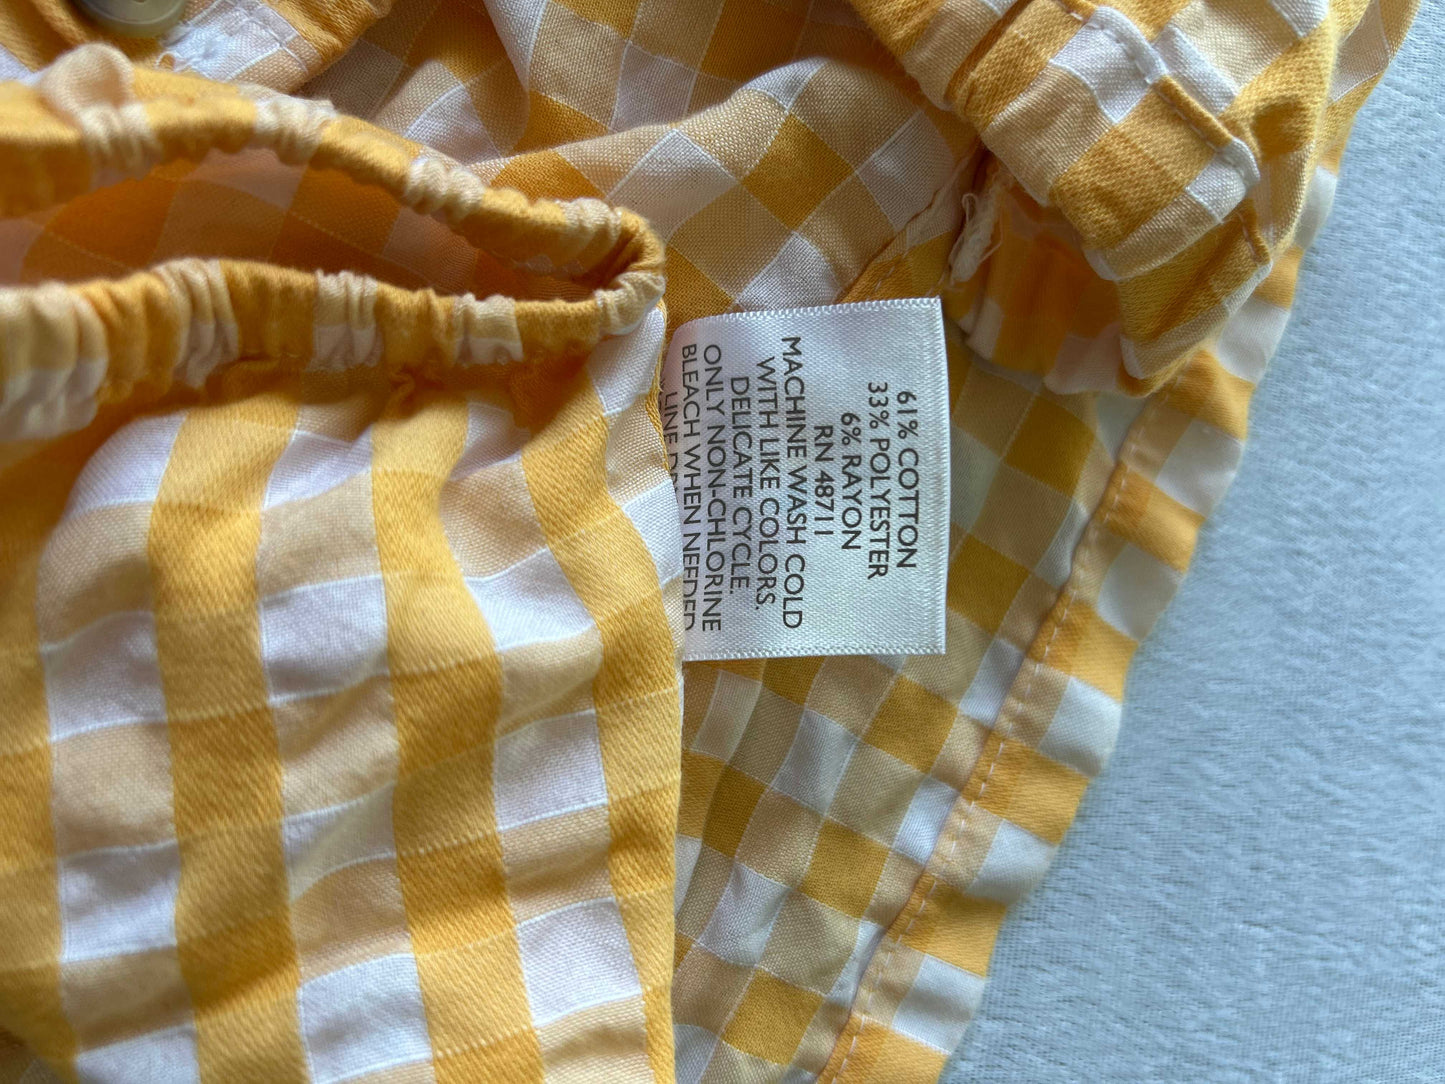 61% COTTON
33% POLYESTER
6% RAYON
RN 48711
MACHINE WASH COLD
WITH LIKE COLORS.
DELICATE CYCLE.
ONLY NON-CHLORINE
BLEACH WHEN NEEDED
LINE